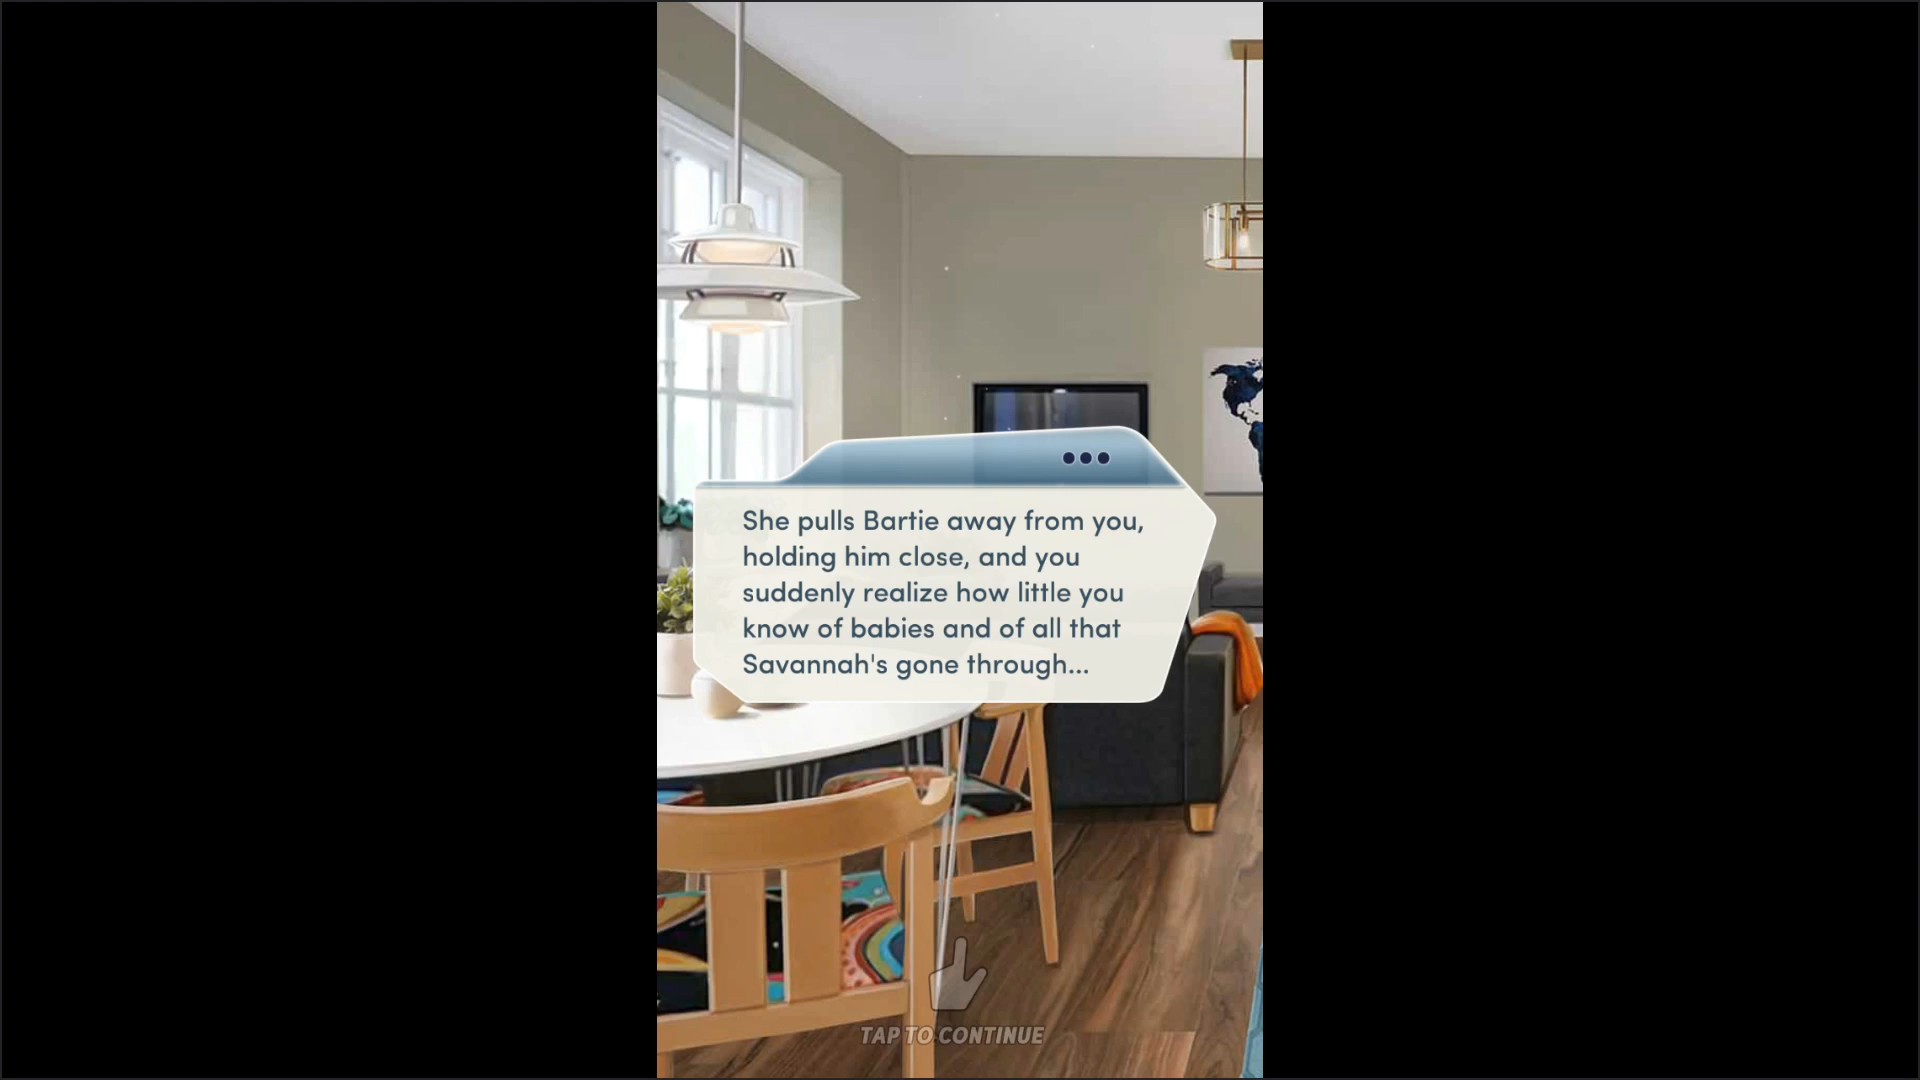 She pulls Bartie away from you,
holding him close, and you
suddenly realize how little you
know of babies and of all that
Savannah's gone through...
TAP TO CONTINUE